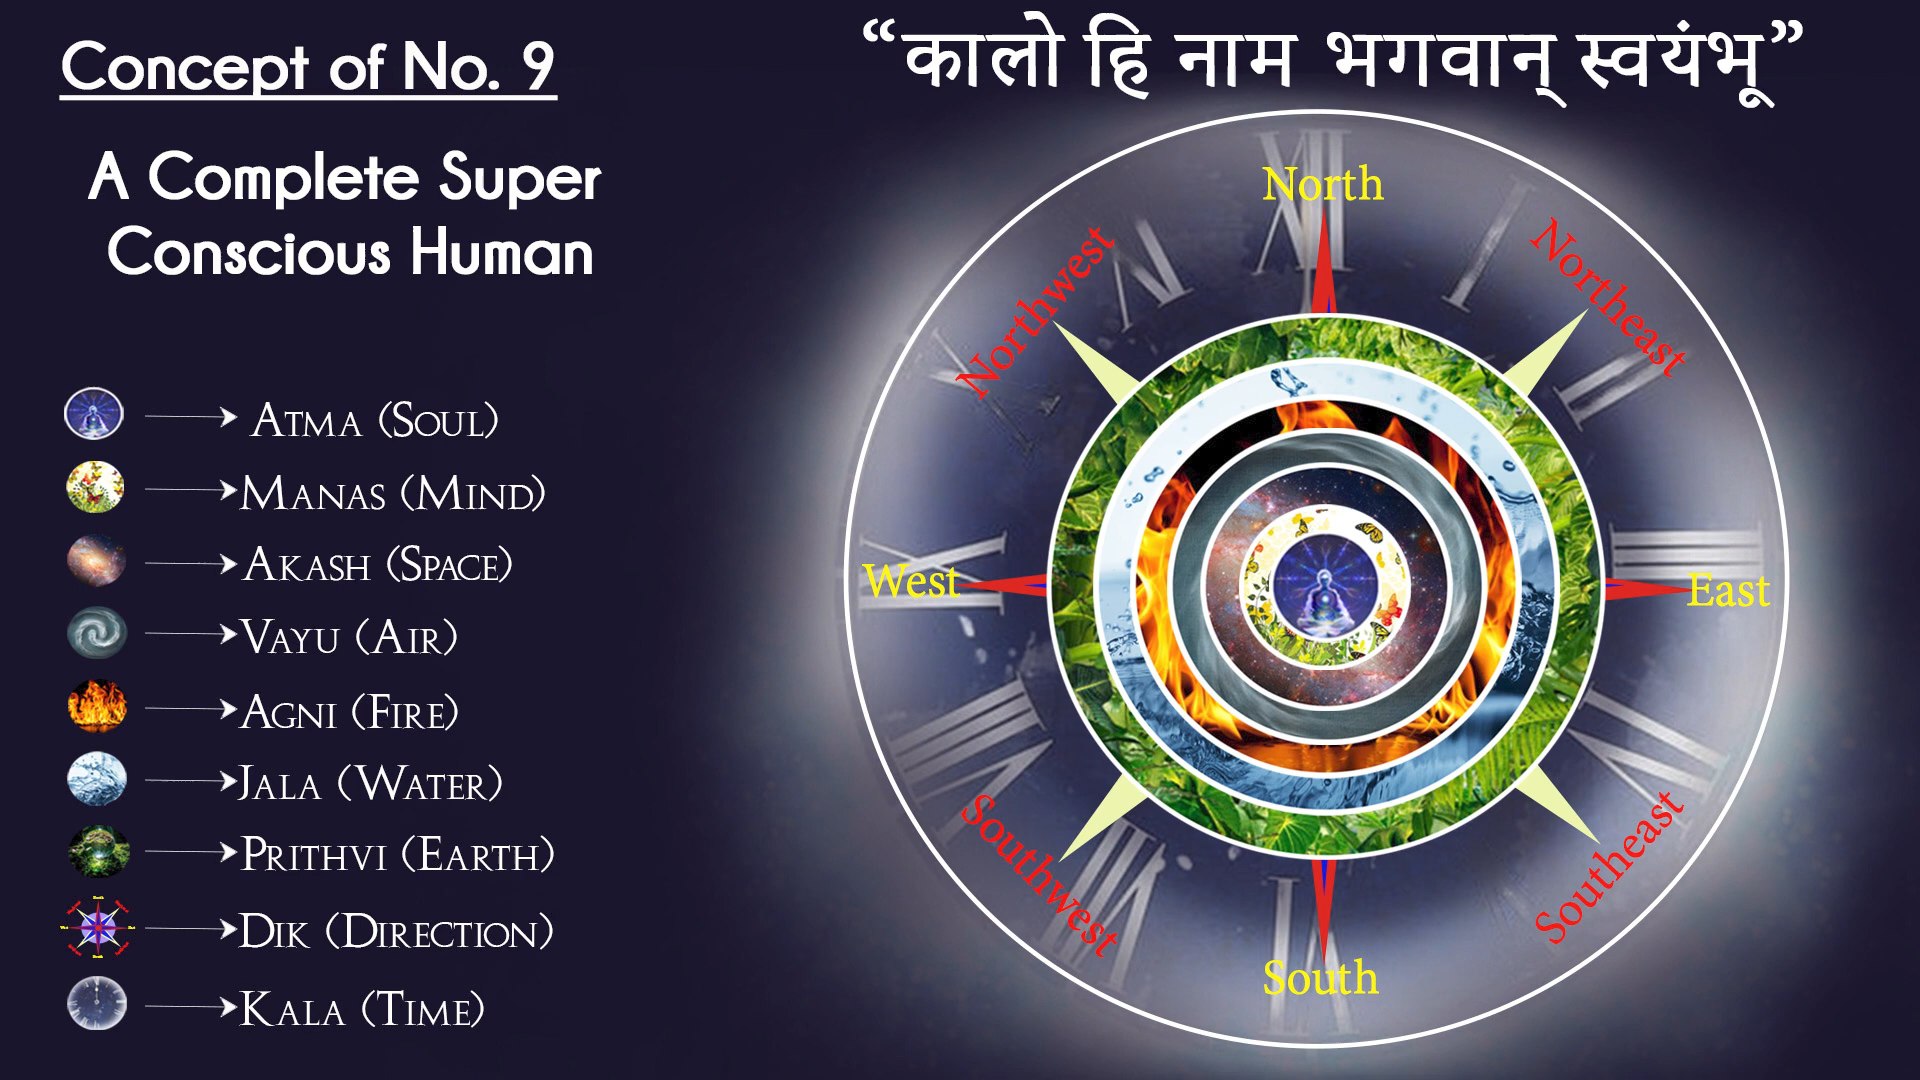 Concept of No. 9
“कालो हि नाम भगवान् स्वयंभू”
A Complete Super
Conscious Human
Atma (Soul)
Manas (Mind)
Akash (Space)
Vayu (Air)
Agni (Fire)
Jala (Water)
Prithvi (Earth)
Dik (Direction)
Kala (Time)
North
Northeast
East
Southeast
South
Southwest
West
Northwest